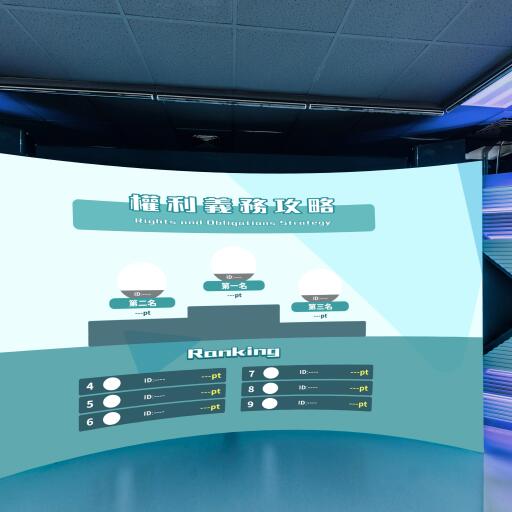 權利義務攻略
Rights and Obligations Strategy
ID:----
第一名
---pt
ID:----
第二名
---pt
ID:----
第三名
---pt
Ranking
4 ID:---- ---pt
5 ID:---- ---pt
6 ID:---- ---pt
7 ID:---- ---pt
8 ID:---- ---pt
9 ID:---- ---pt